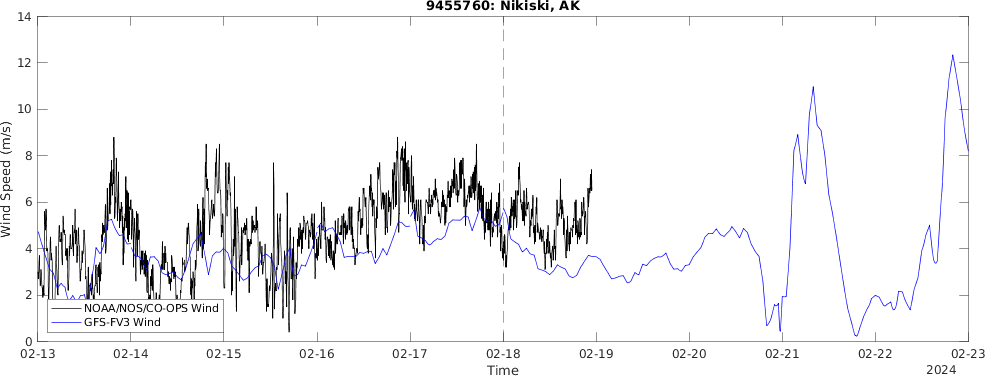 9455760: Nikiski, AK
14
12
10
8
6
4
2
0
Wind Speed (m/s)
NOAA/NOS/CO-OPS Wind
GFS-FV3 Wind
02-13 02-14 02-15 02-16 02-17 02-18 02-19 02-20 02-21 02-22 02-23
Time
2024